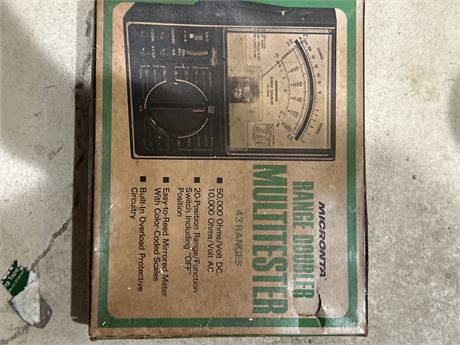 MICRONTA
RANGE DOUBLER
MULTITESTER
43 RANGES
■ 50,000 Ohms/Volt DC
10,000 Ohms/Volt AC
■ 20-Position Range/Function
Switch Including "OFF"
Position
■ Easy-to-Read Mirrored Meter
With Color-Coded Scales
■ Built-In Overload Protective
Circuitry